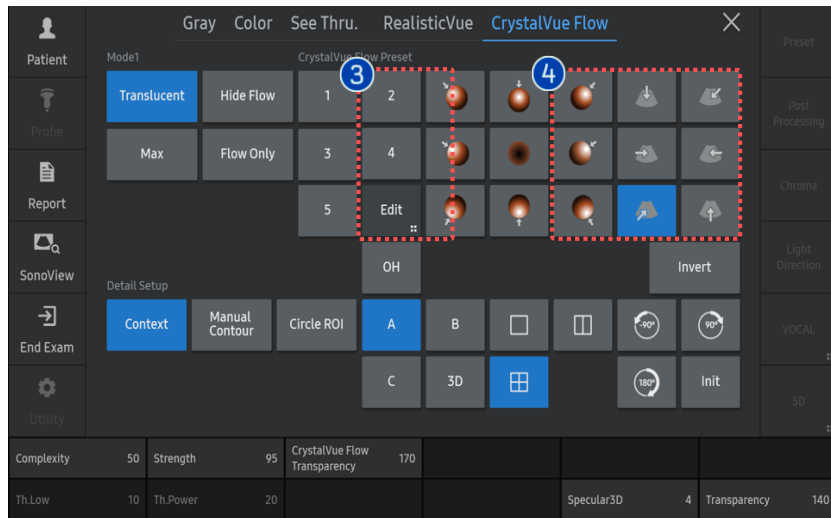 Gray Color See Thru. RealisticVue CrystalVue Flow
Patient
Preset
Mode1
CrystalVue Flow Preset
3
4
Translucent Hide Flow 1 2
Probe
Post
Processing
Max Flow Only 3 4
Report
Chroma
5 Edit
SonoView
Light
Direction
OH Invert
Detail Setup
End Exam
Context
Manual
Contour
Circle ROI A B -90° 90°
VOCAL
Utility
C 3D 180° Init
5D
Complexity 50 Strength 95
CrystalVue Flow
Transparency
170
Th.Low 10 Th.Power 20 Specular3D 4 Transparency 140